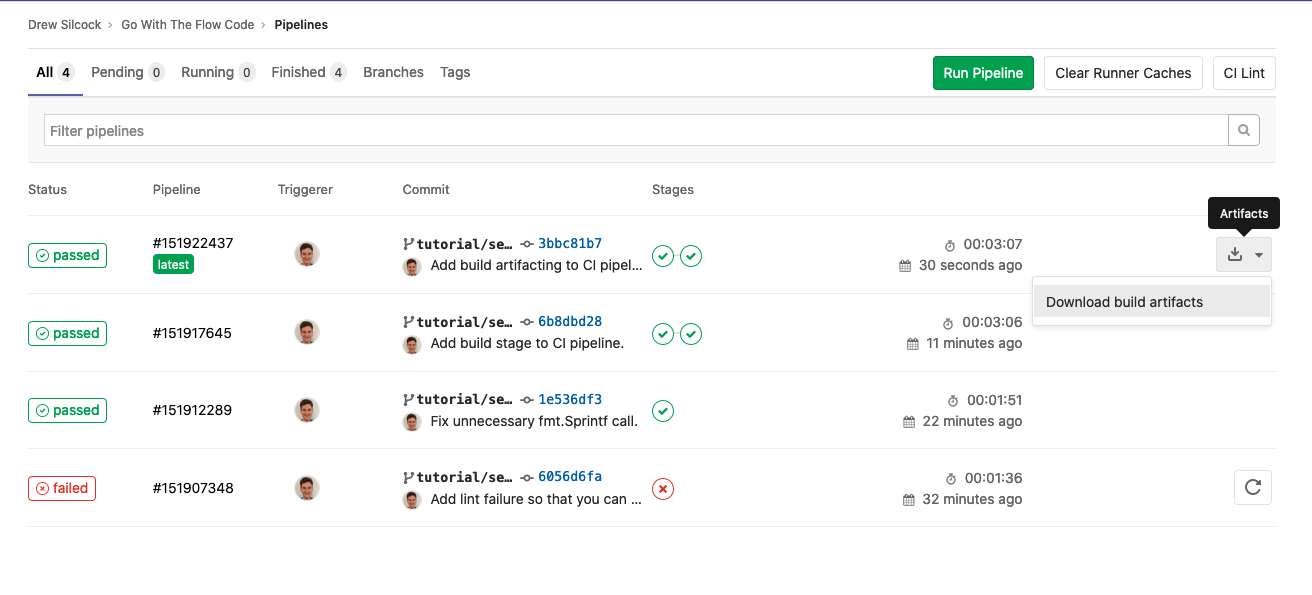 Drew Silcock › Go With The Flow Code › Pipelines
All 4 Pending 0 Running 0 Finished 4 Branches Tags Run Pipeline Clear Runner Caches CI Lint
Filter pipelines
Status Pipeline Triggerer Commit Stages
Artifacts
passed #151922437 latest tutorial/se… 3bbc81b7 00:03:07
Add build artifacting to CI pipel… 30 seconds ago
Download build artifacts
passed #151917645 tutorial/se… 6b8dbd28 00:03:06
Add build stage to CI pipeline. 11 minutes ago
passed #151912289 tutorial/se… 1e536df3 00:01:51
Fix unnecessary fmt.Sprintf call. 22 minutes ago
failed #151907348 tutorial/se… 6056d6fa 00:01:36
Add lint failure so that you can … 32 minutes ago